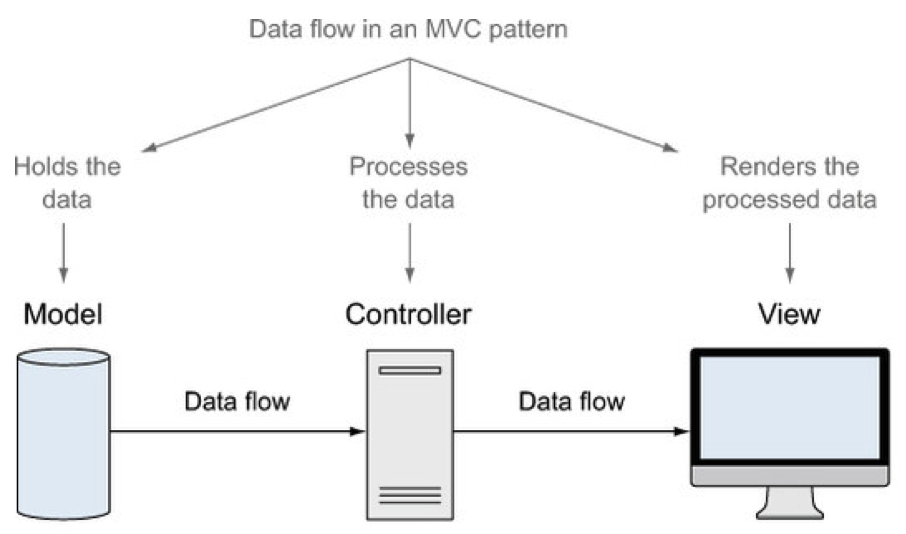 Data flow in an MVC pattern
Holds the
data
Processes
the data
Renders the
processed data
Model
Controller
View
Data flow
Data flow